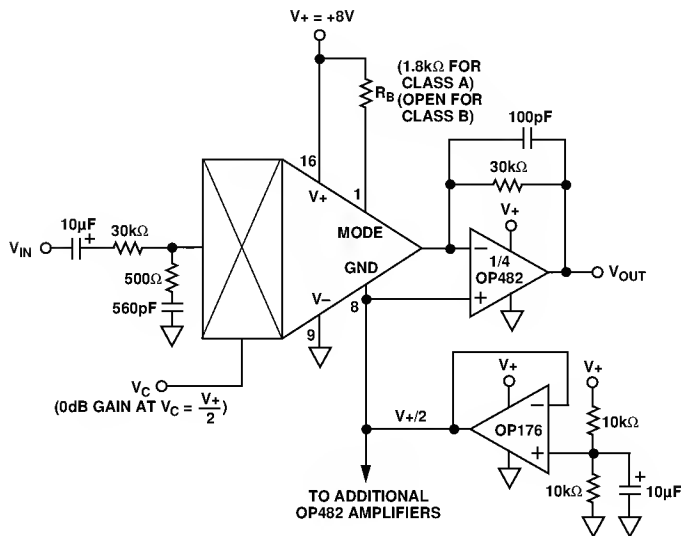 V+ = +8V
(1.8kΩ FOR
CLASS A)
RB
(OPEN FOR
CLASS B)
100pF
16
1
30kΩ
V+
V+
10µF
+
30kΩ
MODE
VIN
−
1/4
OP482
VOUT
GND
+
500Ω
560pF
V−
8
9
VC
(0dB GAIN AT VC = V+/2)
V+
V+
V+/2
−
10kΩ
OP176
+
+
10kΩ
10µF
TO ADDITIONAL
OP482 AMPLIFIERS